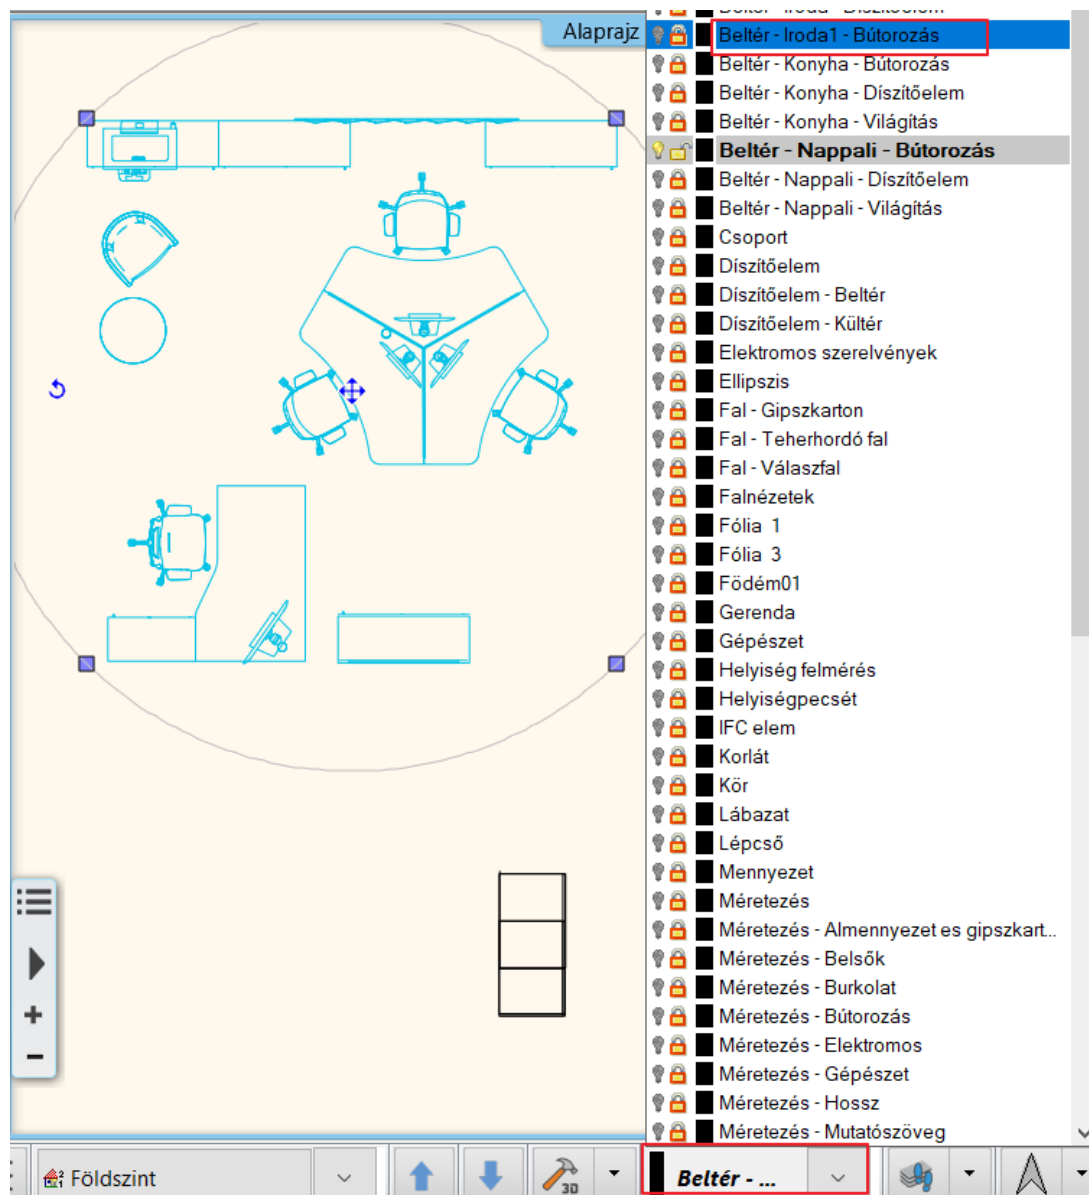 Alaprajz
Beltér - Iroda - Díszítőelem
Beltér - Iroda1 - Bútorozás
Beltér - Konyha - Bútorozás
Beltér - Konyha - Díszítőelem
Beltér - Konyha - Világítás
Beltér - Nappali - Bútorozás
Beltér - Nappali - Díszítőelem
Beltér - Nappali - Világítás
Csoport
Díszítőelem
Díszítőelem - Beltér
Díszítőelem - Kültér
Elektromos szerelvények
Ellipszis
Fal - Gipszkarton
Fal - Teherhordó fal
Fal - Válaszfal
Falnézetek
Fólia 1
Fólia 3
Födém01
Gerenda
Gépészet
Helyiség felmérés
Helyiségpecsét
IFC elem
Korlát
Kör
Lábazat
Lépcső
Mennyezet
Méretezés
Méretezés - Almennyezet es gipszkart...
Méretezés - Belsők
Méretezés - Burkolat
Méretezés - Bútorozás
Méretezés - Elektromos
Méretezés - Gépészet
Méretezés - Hossz
Méretezés - Mutatószöveg
Földszint
3D
Beltér - ...